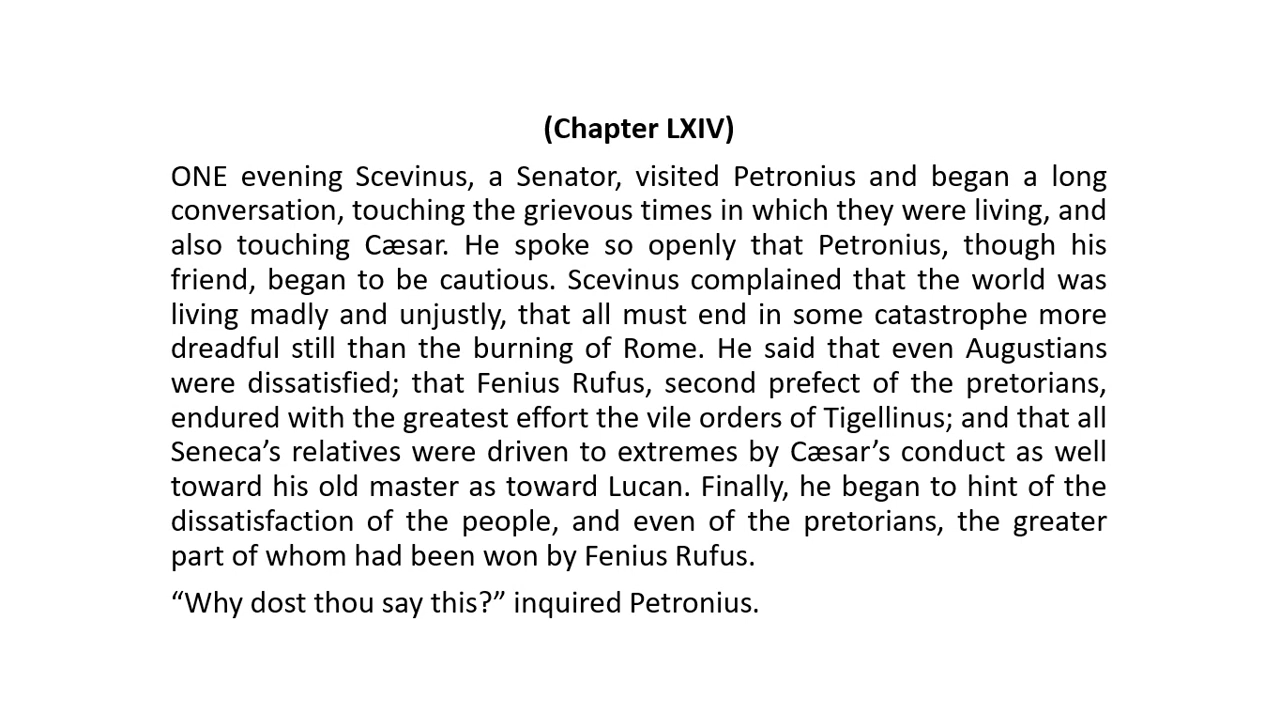 (Chapter LXIV)
ONE evening Scevinus, a Senator, visited Petronius and began a long
conversation, touching the grievous times in which they were living, and
also touching Cæsar. He spoke so openly that Petronius, though his
friend, began to be cautious. Scevinus complained that the world was
living madly and unjustly, that all must end in some catastrophe more
dreadful still than the burning of Rome. He said that even Augustians
were dissatisfied; that Fenius Rufus, second prefect of the pretorians,
endured with the greatest effort the vile orders of Tigellinus; and that all
Seneca’s relatives were driven to extremes by Cæsar’s conduct as well
toward his old master as toward Lucan. Finally, he began to hint of the
dissatisfaction of the people, and even of the pretorians, the greater
part of whom had been won by Fenius Rufus.
“Why dost thou say this?” inquired Petronius.